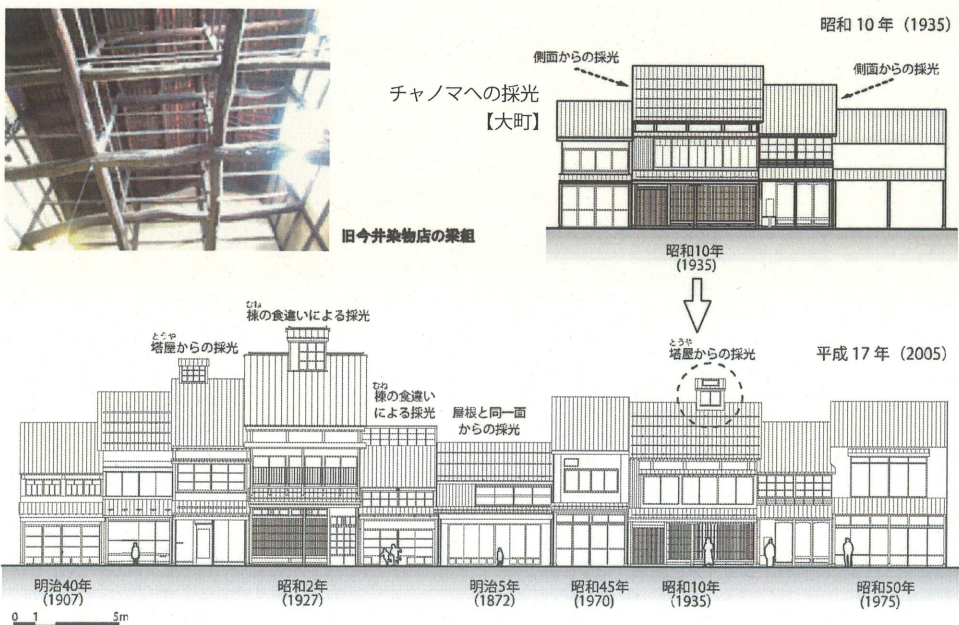 昭和10年（1935）
側面からの採光
側面からの採光
チャノマへの採光
【大町】
旧今井染物店の梁組
昭和10年
(1935)
とうや
塔屋からの採光
平成17年（2005）
むね
棟の食違いによる採光
とうや
塔屋からの採光
むね
棟の食違い
による採光
屋根と同一面
からの採光
明治40年
(1907)
昭和2年
(1927)
明治5年
(1872)
昭和45年
(1970)
昭和10年
(1935)
昭和50年
(1975)
0 1 5m